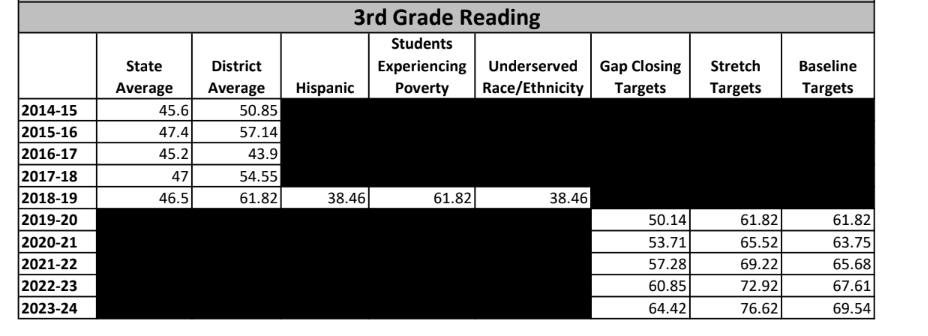 3rd Grade Reading
State Average District Average Hispanic Students Experiencing Poverty Underserved Race/Ethnicity Gap Closing Targets Stretch Targets Baseline Targets
2014-15 45.6 50.85
2015-16 47.4 57.14
2016-17 45.2 43.9
2017-18 47 54.55
2018-19 46.5 61.82 38.46 61.82 38.46
2019-20 50.14 61.82 61.82
2020-21 53.71 65.52 63.75
2021-22 57.28 69.22 65.68
2022-23 60.85 72.92 67.61
2023-24 64.42 76.62 69.54